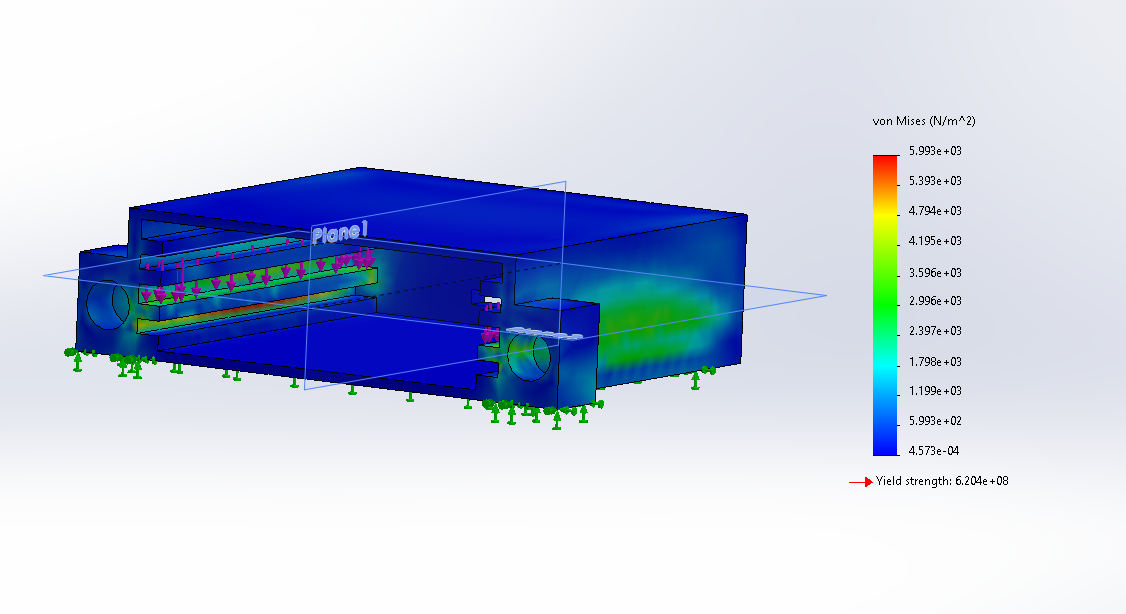 von Mises (N/m^2)
5.993e+03
5.393e+03
4.794e+03
4.195e+03
3.596e+03
2.996e+03
2.397e+03
1.798e+03
1.199e+03
5.993e+02
4.573e-04
Yield strength: 6.204e+08
Plane1